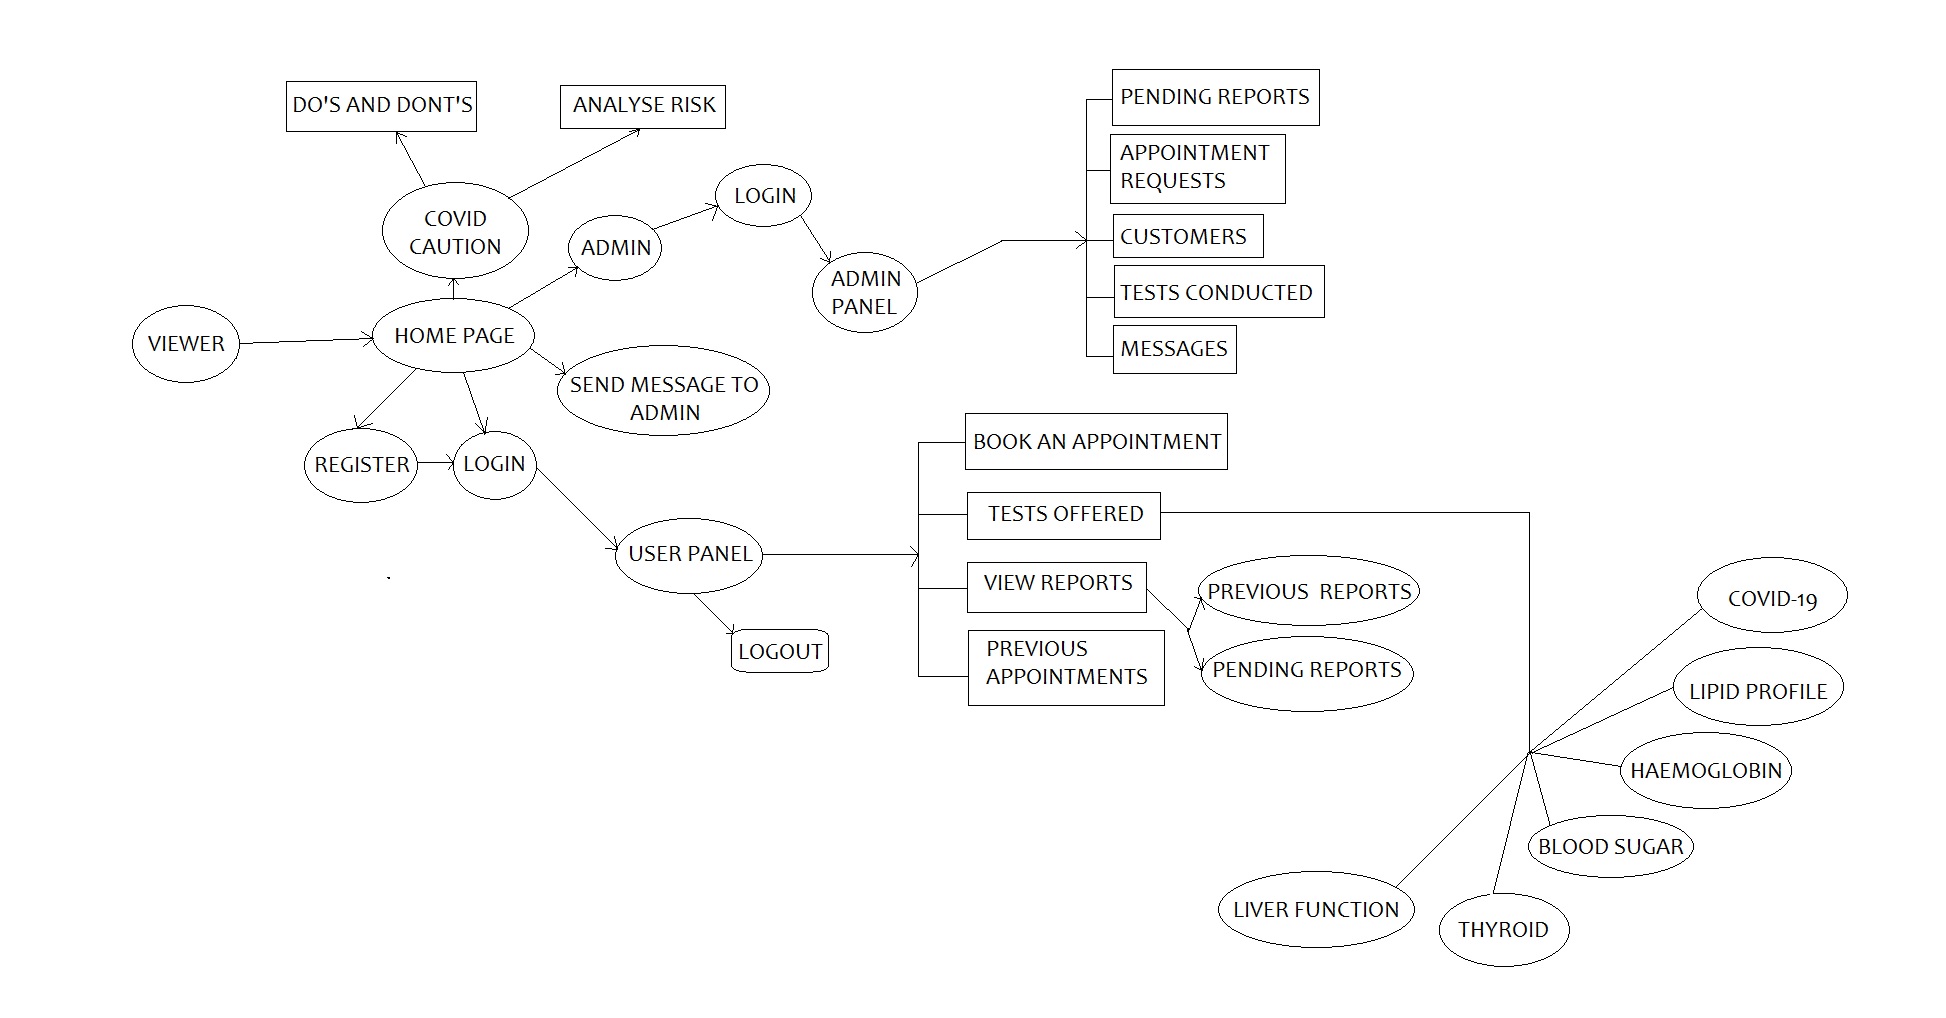 DO'S AND DONT'S
ANALYSE RISK
COVID
CAUTION
ADMIN
LOGIN
ADMIN
PANEL
PENDING REPORTS
APPOINTMENT
REQUESTS
CUSTOMERS
TESTS CONDUCTED
MESSAGES
VIEWER
HOME PAGE
SEND MESSAGE TO
ADMIN
REGISTER
LOGIN
USER PANEL
LOGOUT
BOOK AN APPOINTMENT
TESTS OFFERED
VIEW REPORTS
PREVIOUS
APPOINTMENTS
PREVIOUS  REPORTS
PENDING REPORTS
COVID-19
LIPID PROFILE
HAEMOGLOBIN
BLOOD SUGAR
THYROID
LIVER FUNCTION